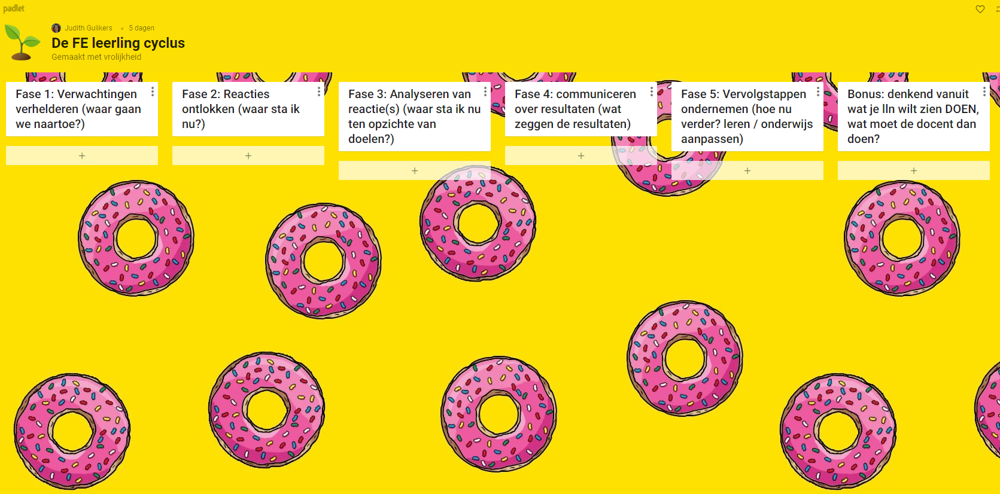 padlet
Judith Gulikers • 5 dagen
De FE leerling cyclus
Gemaakt met vrolijkheid
Fase 1: Verwachtingen
verhelderen (waar gaan
we naartoe?)
+
Fase 2: Reacties
ontlokken (waar sta ik
nu?)
+
Fase 3: Analyseren van
reactie(s) (waar sta ik nu
ten opzichte van
doelen?)
+
Fase 4: communiceren
over resultaten (wat
zeggen de resultaten)
+
Fase 5: Vervolgstappen
ondernemen (hoe nu
verder? leren / onderwijs
aanpassen)
+
Bonus: denkend vanuit
wat je lln wilt zien DOEN,
wat moet de docent dan
doen?
+